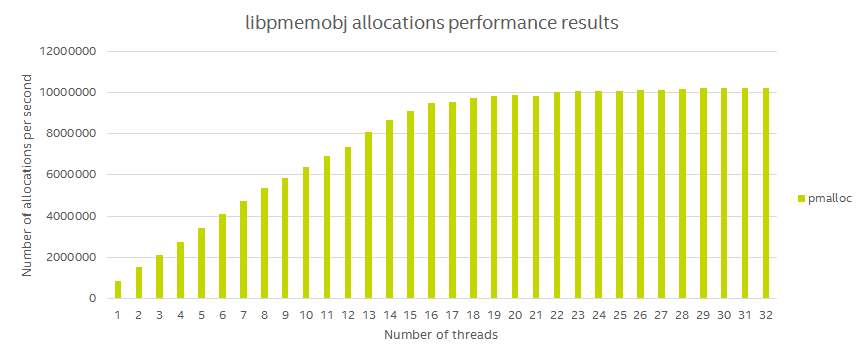 libpmemobj allocations performance results
12000000
10000000
8000000
6000000
4000000
2000000
0
Number of allocations per second
1 2 3 4 5 6 7 8 9 10 11 12 13 14 15 16 17 18 19 20 21 22 23 24 25 26 27 28 29 30 31 32
Number of threads
pmalloc